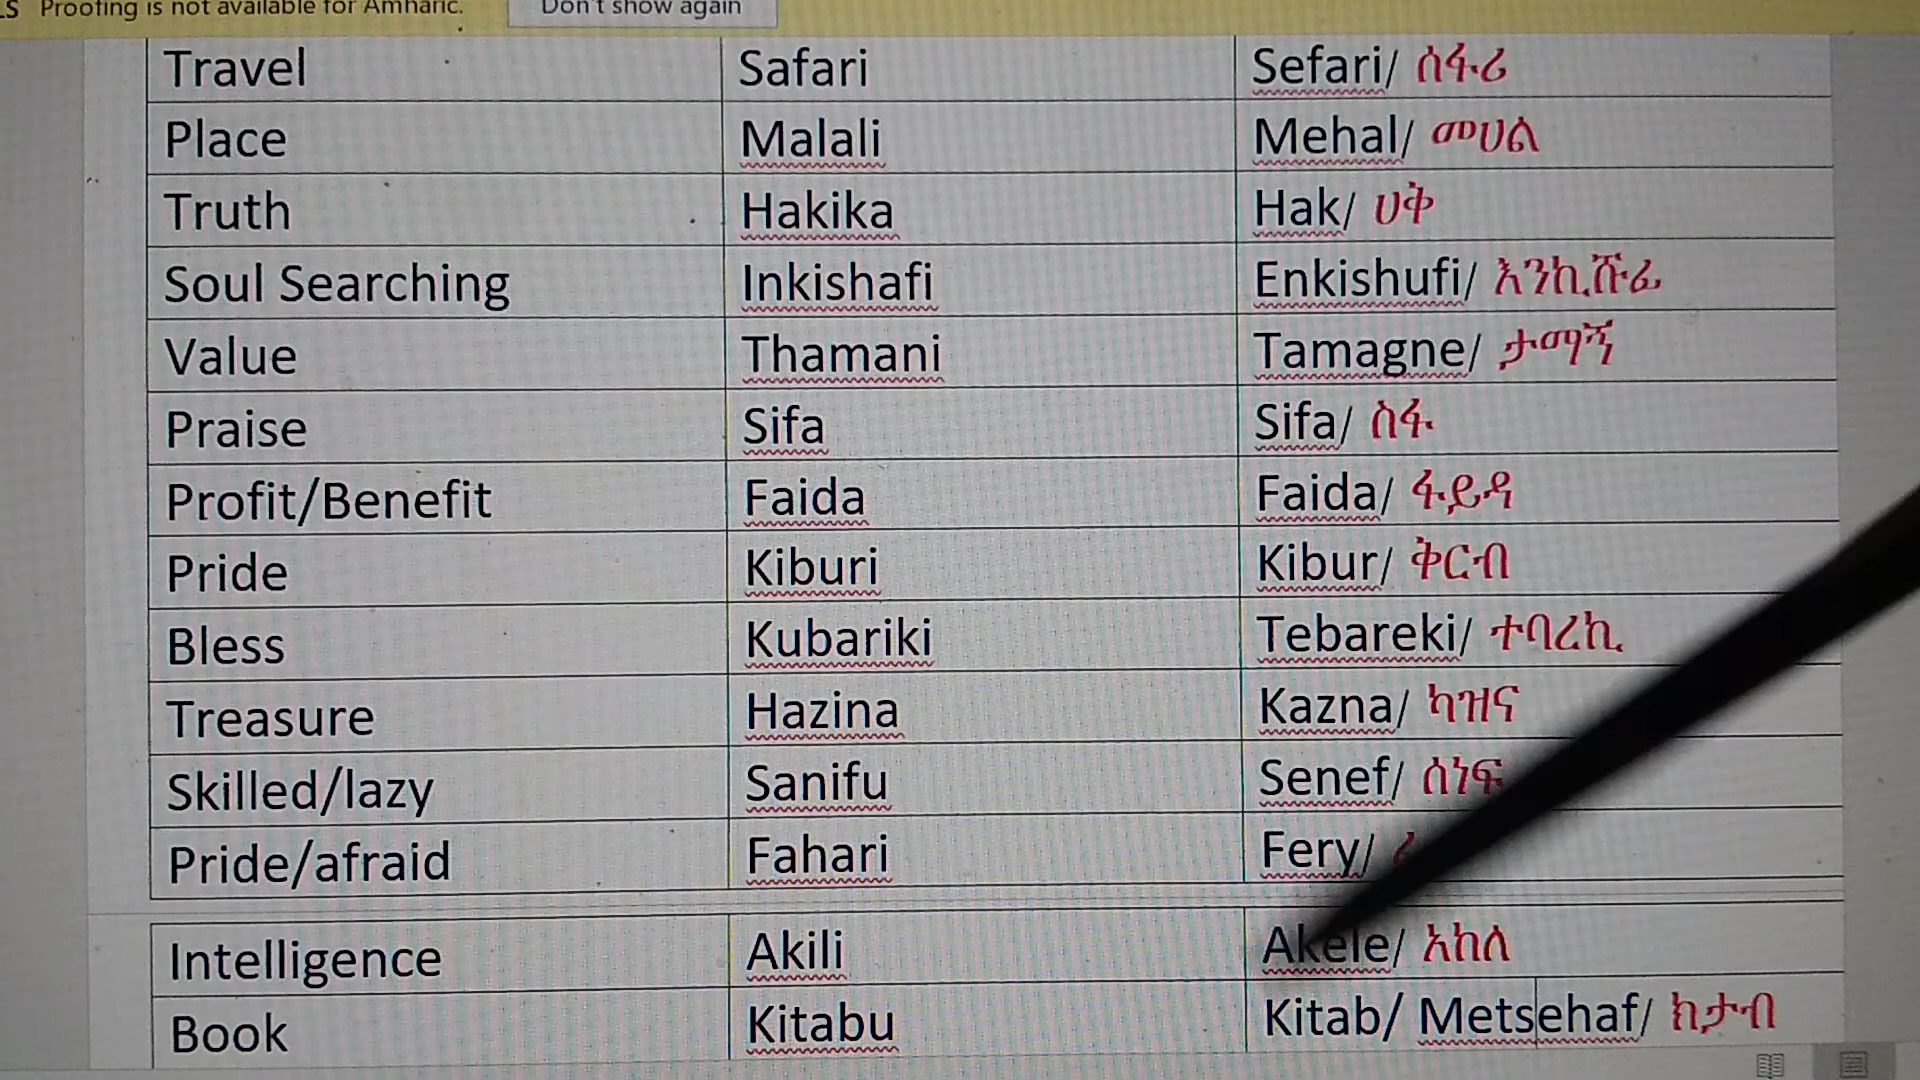 Proofing is not available for Amharic. Don't show again
Travel Safari Sefari/ ሰፋሪ
Place Malali Mehal/ መሀል
Truth Hakika Hak/ ሀቅ
Soul Searching Inkishafi Enkishufi/ እንኪሹፊ
Value Thamani Tamagne/ ታማኝ
Praise Sifa Sifa/ ስፋ
Profit/Benefit Faida Faida/ ፋይዳ
Pride Kiburi Kibur/ ቅርብ
Bless Kubariki Tebareki/ ተባረኪ
Treasure Hazina Kazna/ ካዝና
Skilled/lazy Sanifu Senef/ ሰነፍ
Pride/afraid Fahari Fery/
Intelligence Akili Akele/ አከለ
Book Kitabu Kitab/ Metsehaf/ ከታብ